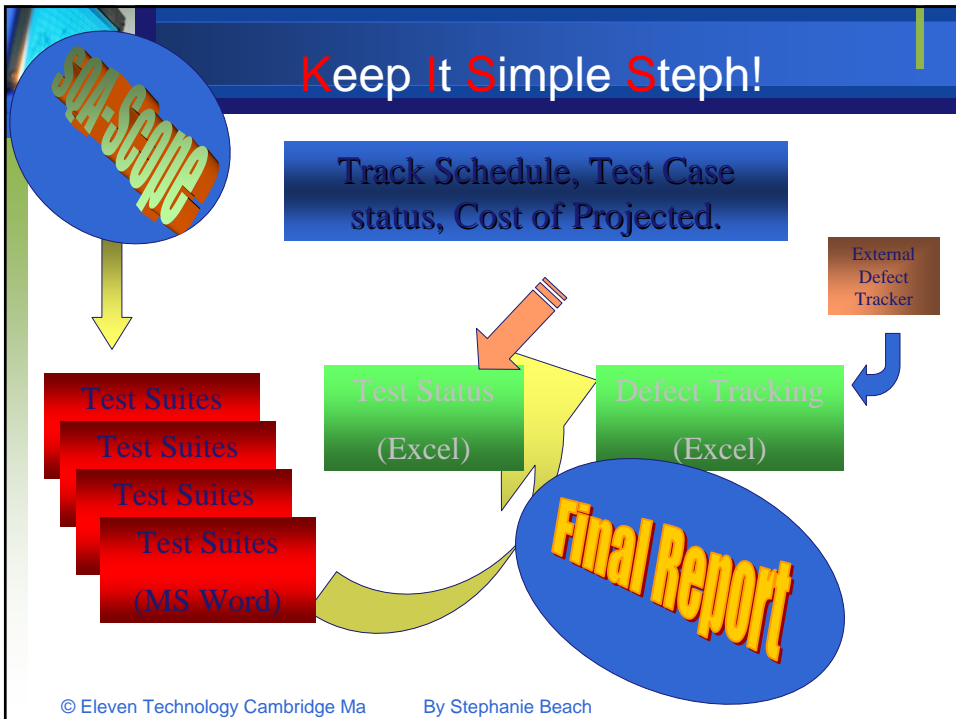 Keep It Simple Steph!
SQA-Scope
Track Schedule, Test Case
status, Cost of Projected.
External
Defect
Tracker
Test Suites
Test Suites
Test Suites
Test Suites
(MS Word)
Test Status
(Excel)
Defect Tracking
(Excel)
Final Report
© Eleven Technology Cambridge Ma By Stephanie Beach